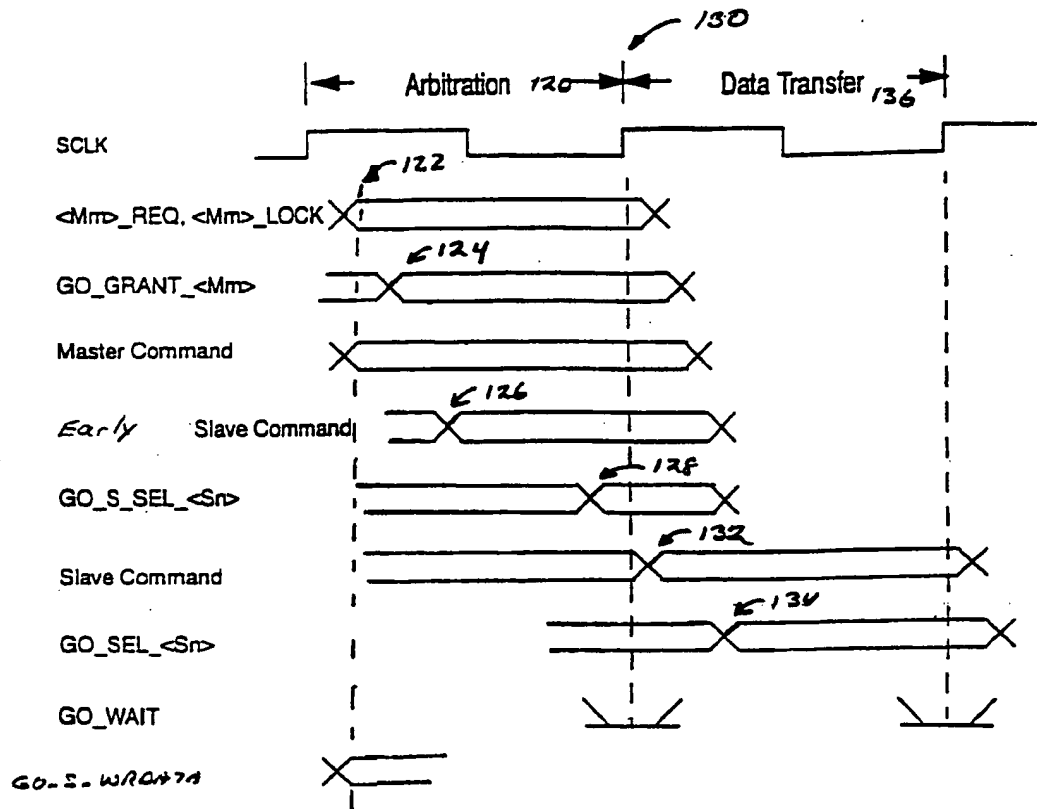 130
Arbitration 120
Data Transfer 136
SCLK
122
<Mm>_REQ, <Mm>_LOCK
124
GO_GRANT_<Mm>
Master Command
126
Early Slave Command
128
GO_S_SEL_<Sn>
132
Slave Command
134
GO_SEL_<Sn>
GO_WAIT
GO_S_WRDATA